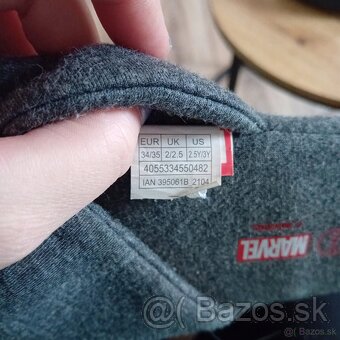 EUR UK US
34/35 2/2.5 2.5Y/3Y
4055334550482
IAN 395061B 2104
MARVEL
Bazos.sk
Bazos.sk